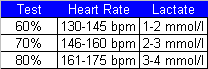 Test Heart Rate Lactate
60% 130-145 bpm 1-2 mmol/l
70% 146-160 bpm 2-3 mmol/l
80% 161-175 bpm 3-4 mmol/l